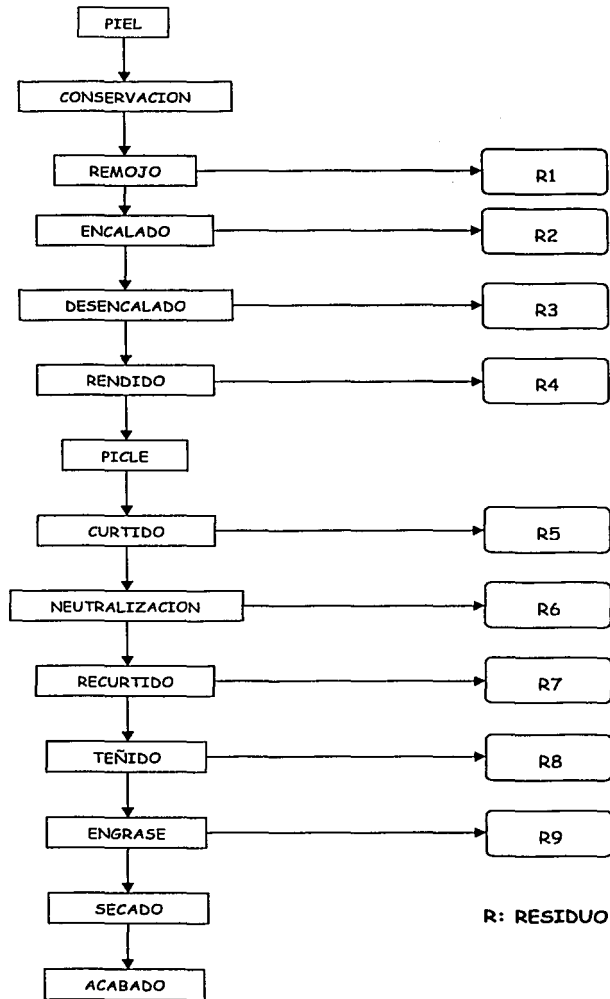 PIEL
CONSERVACION
REMOJO
R1
ENCALADO
R2
DESENCALADO
R3
RENDIDO
R4
PICLE
CURTIDO
R5
NEUTRALIZACION
R6
RECURTIDO
R7
TEÑIDO
R8
ENGRASE
R9
SECADO
R: RESIDUO
ACABADO